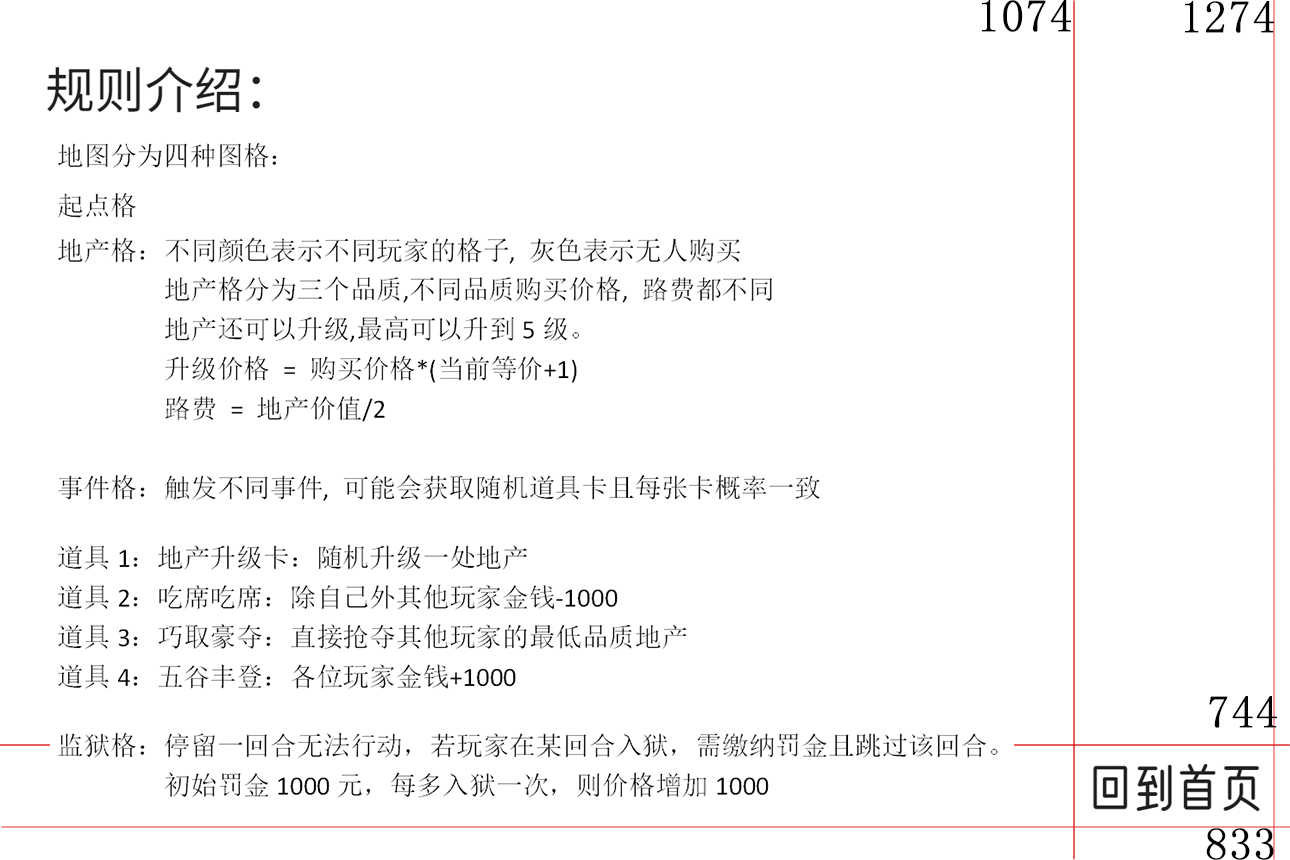 1074
1274
规则介绍：
地图分为四种图格：
起点格
地产格：不同颜色表示不同玩家的格子，灰色表示无人购买
地产格分为三个品质,不同品质购买价格，路费都不同
地产还可以升级,最高可以升到 5 级。
升级价格 = 购买价格*(当前等价+1)
路费 = 地产价值/2
事件格：触发不同事件，可能会获取随机道具卡且每张卡概率一致
道具 1：地产升级卡：随机升级一处地产
道具 2：吃席吃席：除自己外其他玩家金钱-1000
道具 3：巧取豪夺：直接抢夺其他玩家的最低品质地产
道具 4：五谷丰登：各位玩家金钱+1000
744
监狱格：停留一回合无法行动，若玩家在某回合入狱，需缴纳罚金且跳过该回合。
初始罚金 1000 元，每多入狱一次，则价格增加 1000
回到首页
833